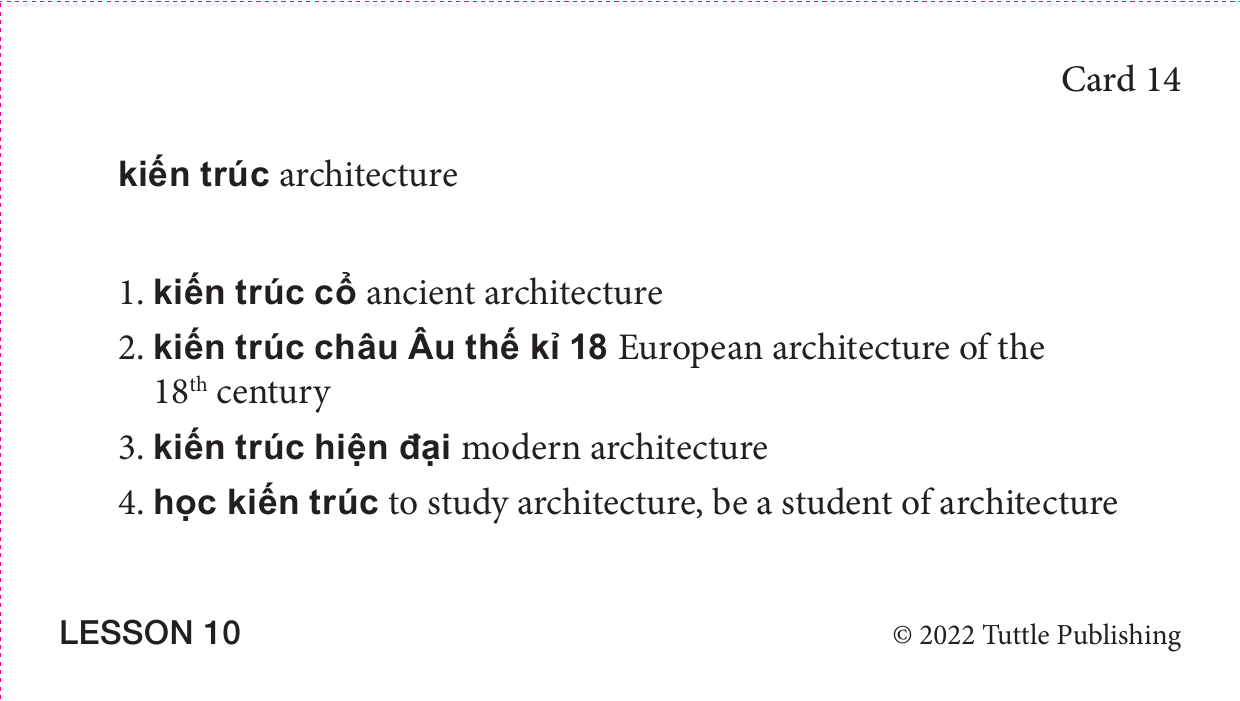 Card 14
kiến trúc architecture
1. kiến trúc cổ ancient architecture
2. kiến trúc châu Âu thế kỉ 18 European architecture of the
18th century
3. kiến trúc hiện đại modern architecture
4. học kiến trúc to study architecture, be a student of architecture
LESSON 10
© 2022 Tuttle Publishing